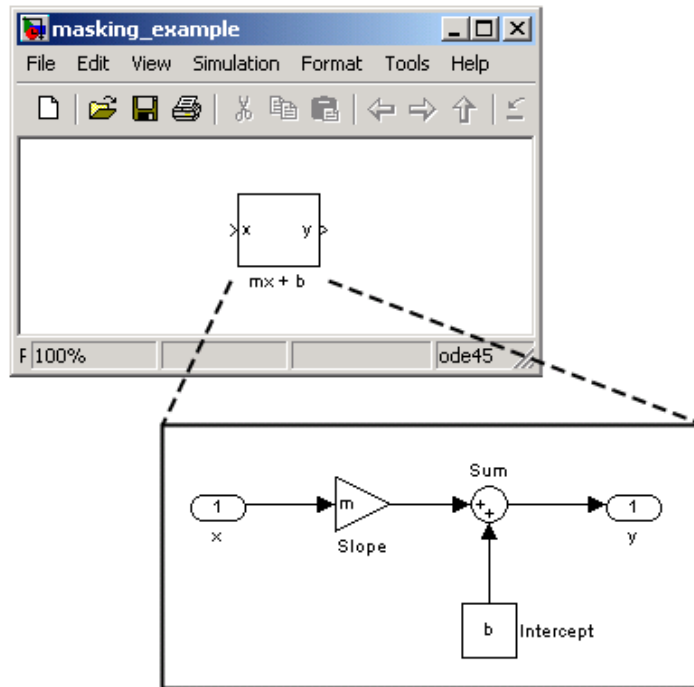 masking_example
File Edit View Simulation Format Tools Help
x y
mx + b
F 100% ode45
Sum
1 m + + 1
x Slope y
b Intercept